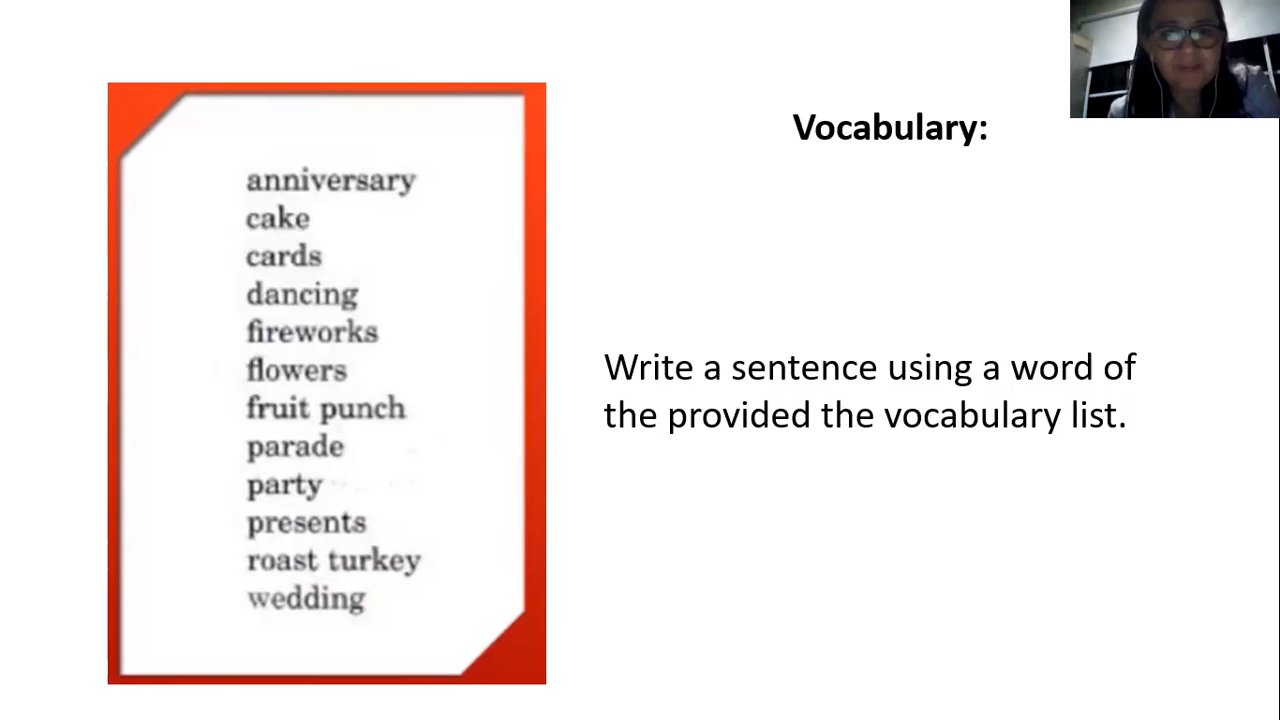 Vocabulary:
anniversary
cake
cards
dancing
fireworks
flowers
fruit punch
parade
party
presents
roast turkey
wedding
Write a sentence using a word of
the provided the vocabulary list.